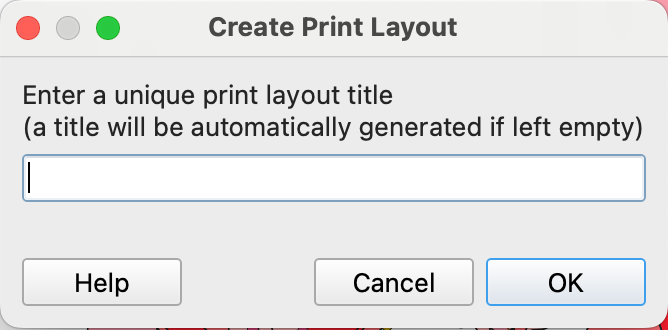 Create Print Layout
Enter a unique print layout title
(a title will be automatically generated if left empty)
Help
Cancel
OK